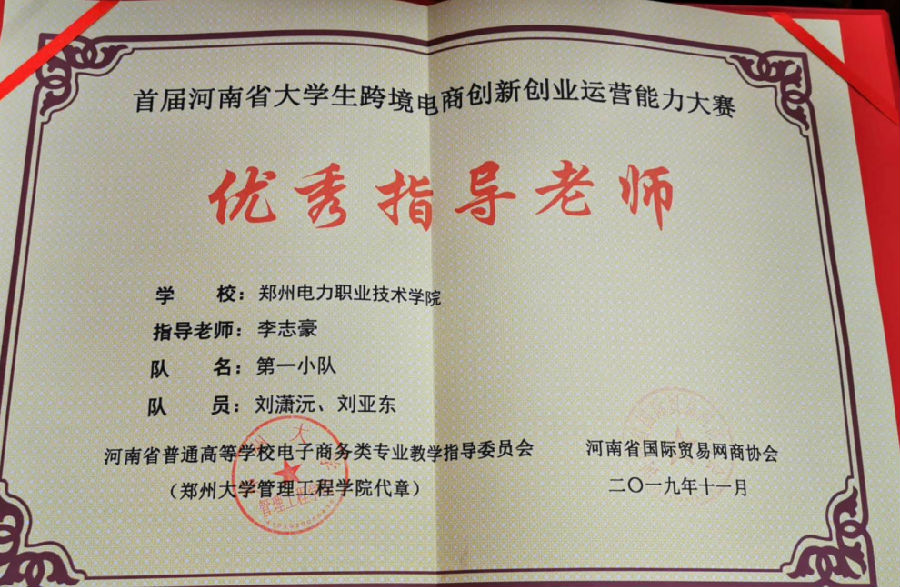 首届河南省大学生跨境电商创新创业运营能力大赛
优秀指导老师
学 校：郑州电力职业技术学院
指导老师：李志豪
队 名：第一小队
队 员：刘潇沅、刘亚东
河南省普通高等学校电子商务类专业教学指导委员会 河南省国际贸易网商协会
（郑州大学管理工程学院代章） 二〇一九年十一月
管理工程